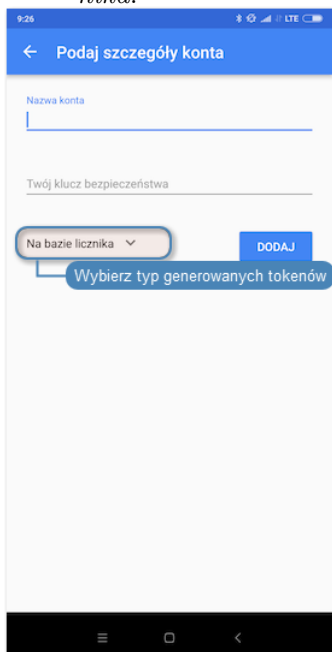 9:26 LTE
Podaj szczegóły konta
Nazwa konta
Twój klucz bezpieczeństwa
Na bazie licznika
DODAJ
Wybierz typ generowanych tokenów